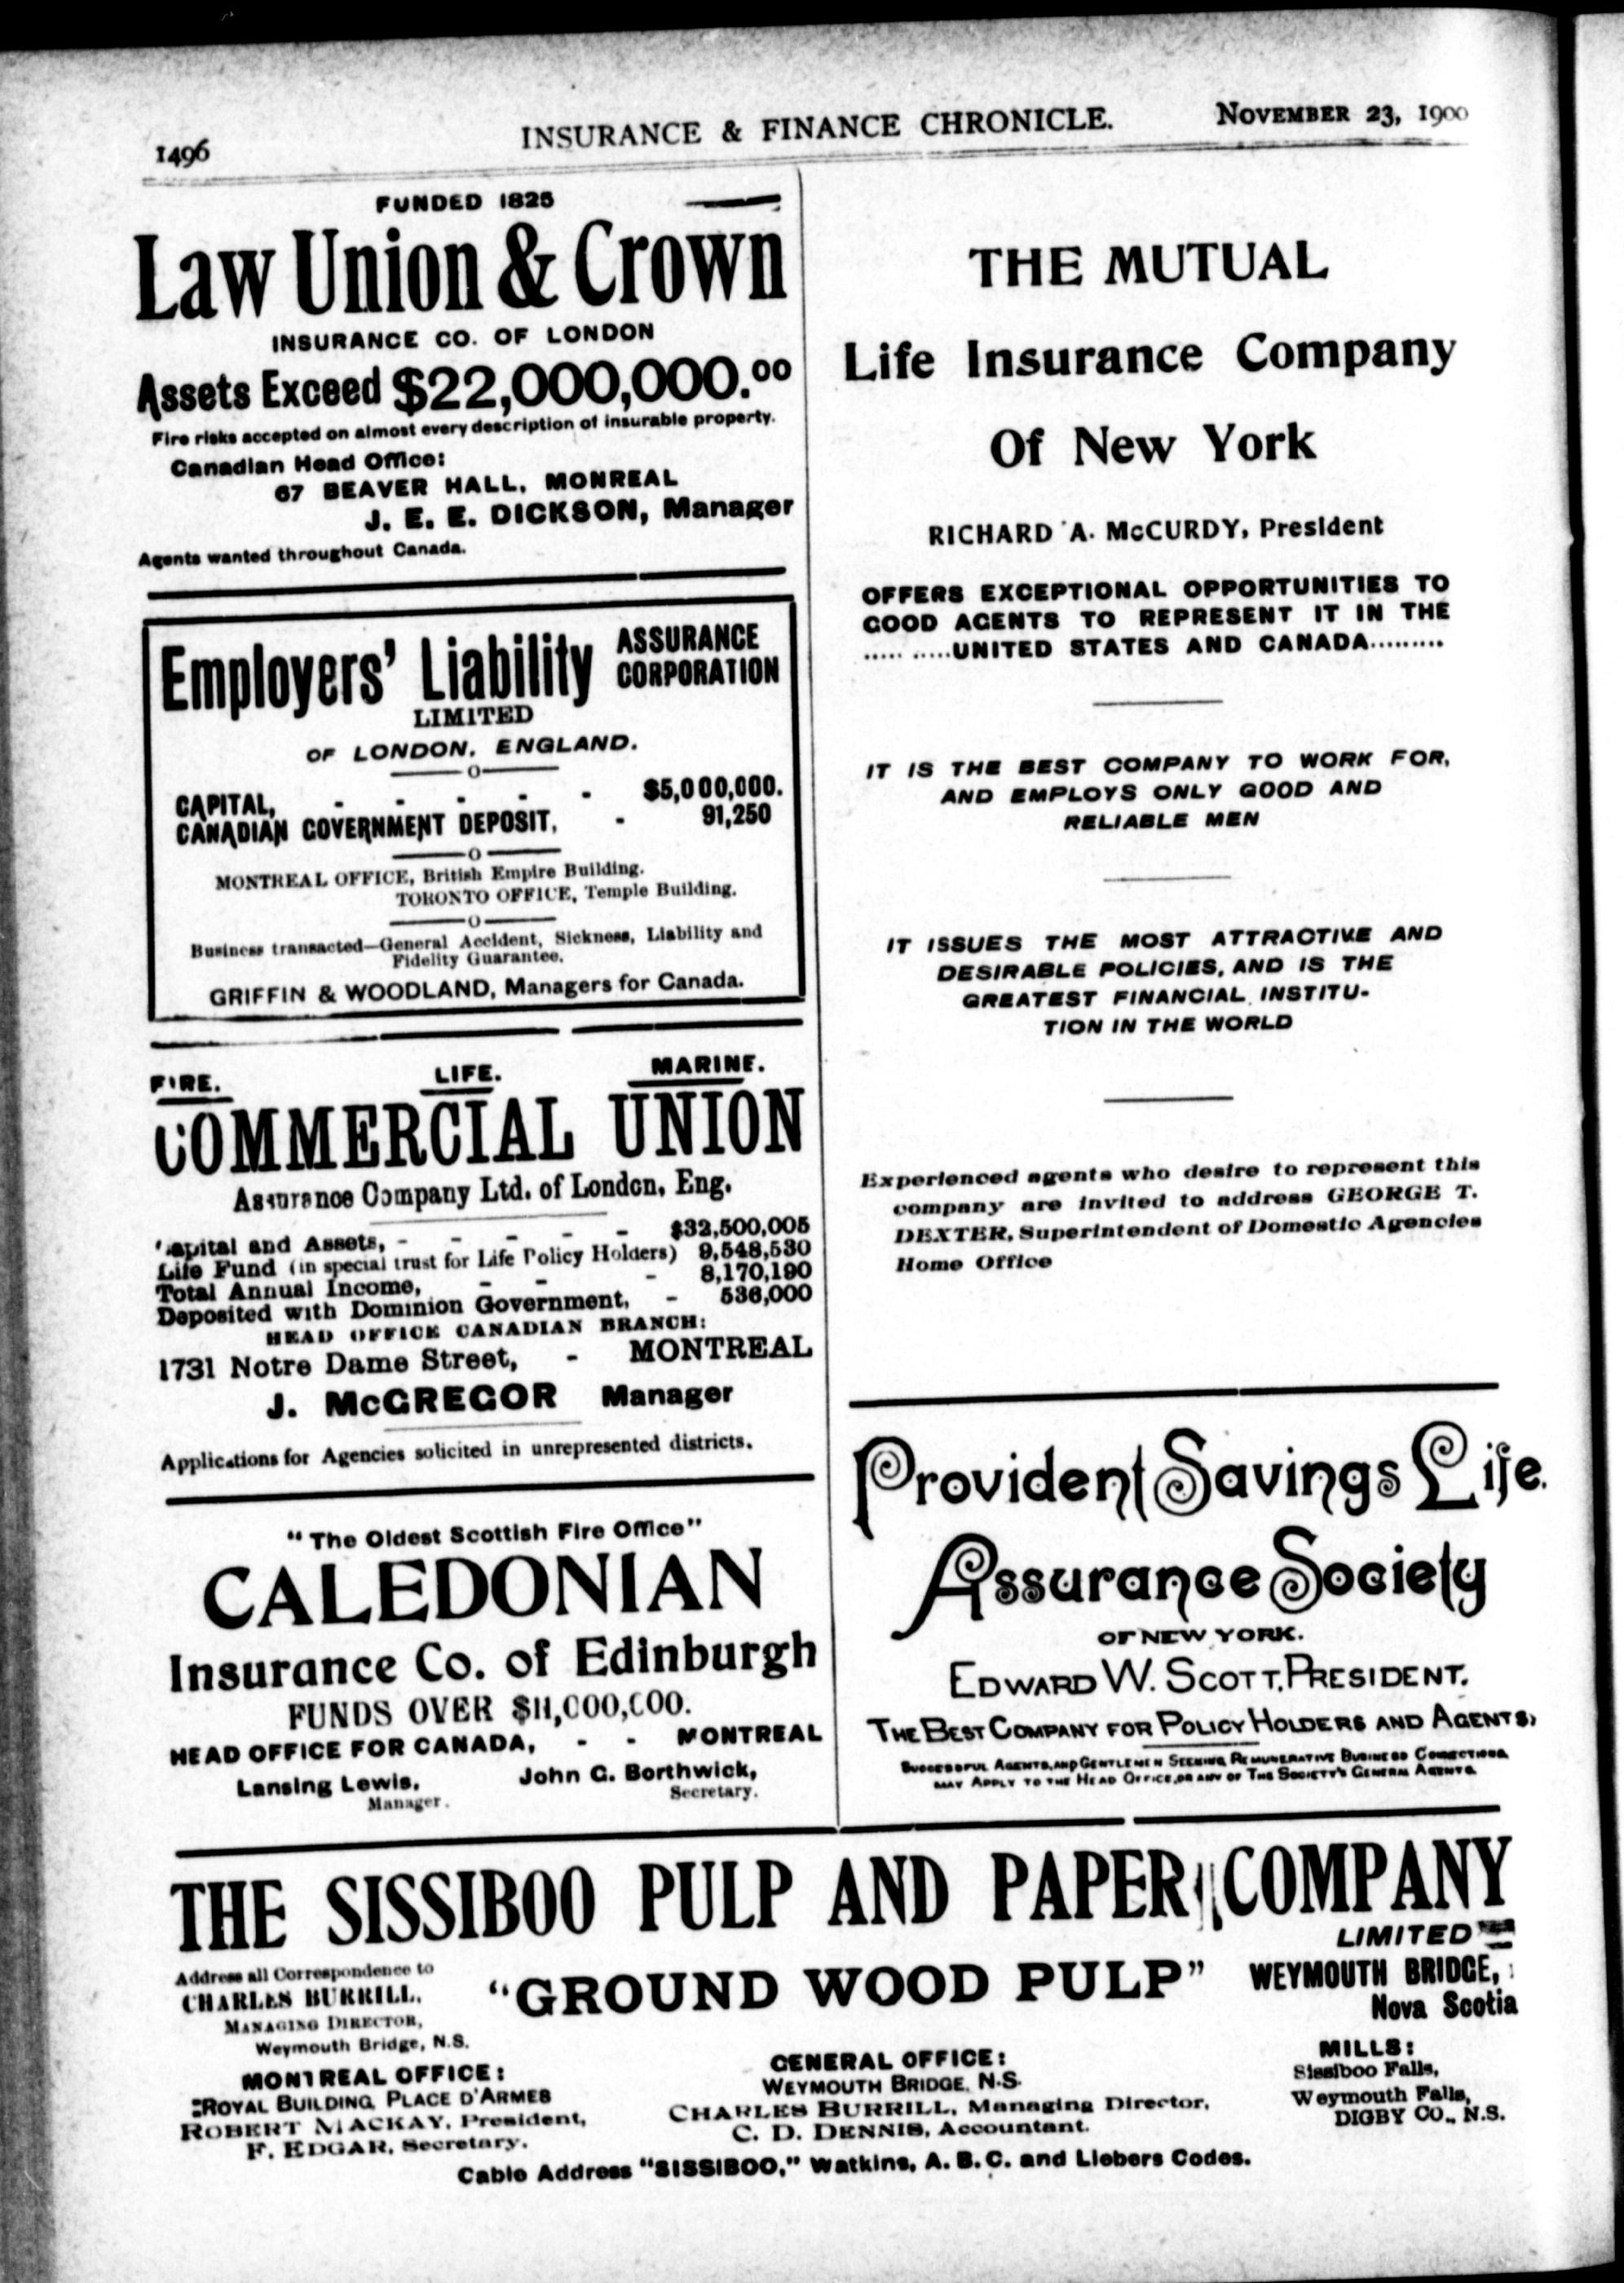 1496
INSURANCE & FINANCE CHRONICLE.
NOVEMBER 23, 1900
FUNDED 1825
Law Union & Crown
INSURANCE CO. OF LONDON
Assets Exceed $22,000,000.00
Fire risks accepted on almost every description of insurable property.
Canadian Head Office:
67 BEAVER HALL, MONREAL
J. E. E. DICKSON, Manager
Agents wanted throughout Canada.
Employers' Liability ASSURANCE
CORPORATION
LIMITED
OF LONDON, ENGLAND.
CAPITAL, - - - - - $5,000,000.
CANADIAN GOVERNMENT DEPOSIT, - 91,250
MONTREAL OFFICE, British Empire Building.
TORONTO OFFICE, Temple Building.
Business transacted—General Accident, Sickness, Liability and
Fidelity Guarantee.
GRIFFIN & WOODLAND, Managers for Canada.
FIRE. LIFE. MARINE.
COMMERCIAL UNION
Assurance Company Ltd. of London, Eng.
Capital and Assets, - - - - - $32,500,005
Life Fund (in special trust for Life Policy Holders) 9,548,530
Total Annual Income, - - - 8,170,190
Deposited with Dominion Government, - 536,000
HEAD OFFICE CANADIAN BRANCH:
1731 Notre Dame Street, - MONTREAL
J. McGREGOR Manager
Applications for Agencies solicited in unrepresented districts.
"The Oldest Scottish Fire Office"
CALEDONIAN
Insurance Co. of Edinburgh
FUNDS OVER $11,000,000.
HEAD OFFICE FOR CANADA, - - MONTREAL
Lansing Lewis, John G. Borthwick,
Manager. Secretary.
THE MUTUAL
Life Insurance Company
Of New York
RICHARD A. McCURDY, President
OFFERS EXCEPTIONAL OPPORTUNITIES TO
GOOD AGENTS TO REPRESENT IT IN THE
..... .....UNITED STATES AND CANADA.........
IT IS THE BEST COMPANY TO WORK FOR,
AND EMPLOYS ONLY GOOD AND
RELIABLE MEN
IT ISSUES THE MOST ATTRACTIVE AND
DESIRABLE POLICIES, AND IS THE
GREATEST FINANCIAL INSTITU-
TION IN THE WORLD
Experienced agents who desire to represent this
company are invited to address GEORGE T.
DEXTER, Superintendent of Domestic Agencies
Home Office
Provident Savings Life
Assurance Society
OF NEW YORK.
EDWARD W. SCOTT, PRESIDENT.
THE BEST COMPANY FOR POLICY HOLDERS AND AGENTS,
SUCCESSFUL AGENTS, AND GENTLEMEN SEEKING REMUNERATIVE BUSINESS CONNECTIONS,
MAY APPLY TO THE HEAD OFFICE, OR ANY OF THE SOCIETY'S GENERAL AGENTS.
THE SISSIBOO PULP AND PAPER COMPANY
LIMITED
Address all Correspondence to
CHARLES BURRILL,
MANAGING DIRECTOR,
Weymouth Bridge, N.S.
"GROUND WOOD PULP"
WEYMOUTH BRIDGE,
Nova Scotia
MONTREAL OFFICE:
ROYAL BUILDING, PLACE D'ARMES
ROBERT MACKAY, President,
F. EDGAR, Secretary.
GENERAL OFFICE:
WEYMOUTH BRIDGE, N.S.
CHARLES BURRILL, Managing Director,
C. D. DENNIS, Accountant.
MILLS:
Sissiboo Falls,
Weymouth Falls,
DIGBY CO., N.S.
Cable Address "SISSIBOO," Watkins, A. B. C. and Liebers Codes.